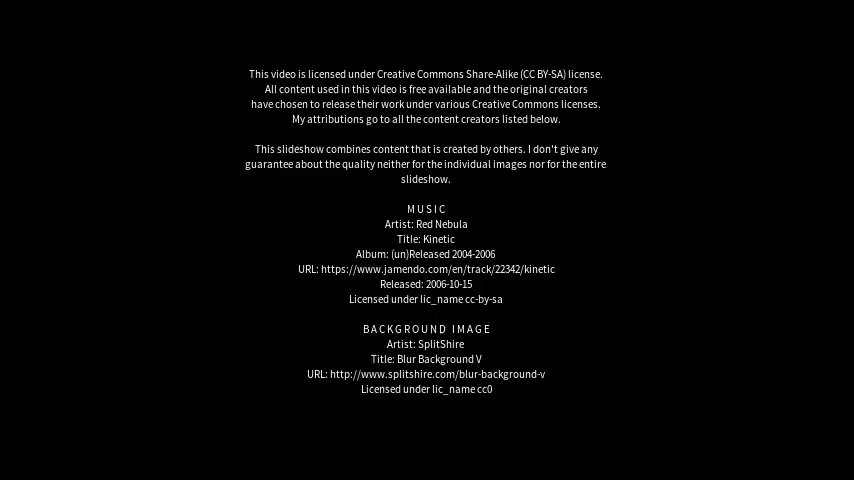 This video is licensed under Creative Commons Share-Alike (CC BY-SA) license.
All content used in this video is free available and the original creators
have chosen to release their work under various Creative Commons licenses.
My attributions go to all the content creators listed below.
This slideshow combines content that is created by others. I don't give any
guarantee about the quality neither for the individual images nor for the entire
slideshow.
MUSIC
Artist: Red Nebula
Title: Kinetic
Album: (un)Released 2004-2006
URL: https://www.jamendo.com/en/track/22342/kinetic
Released: 2006-10-15
Licensed under lic_name cc-by-sa
BACKGROUND IMAGE
Artist: SplitShire
Title: Blur Background V
URL: http://www.splitshire.com/blur-background-v
Licensed under lic_name cc0